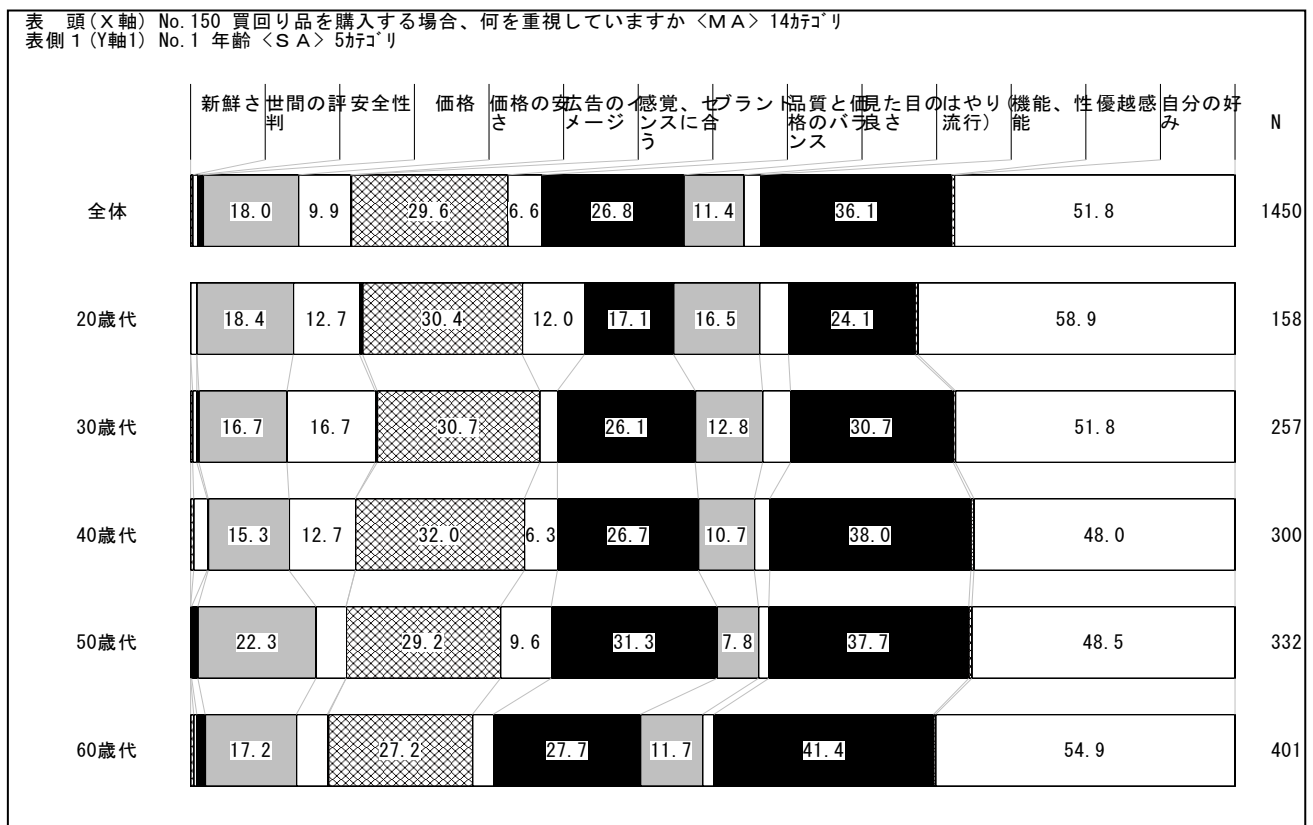 表 頭(X軸) No.150 買回り品を購入する場合、何を重視していますか <MA> 14ｶﾃｺﾞﾘ
表側1(Y軸1) No.1 年齢 <SA> 5ｶﾃｺﾞﾘ
新鮮さ 世間の評判 安全性 価格 価格の安さ 広告のイメージ 感覚、センスに合う ブランド 品質と価格のバランス 見た目の良さ はやり(流行) 機能、性能 優越感 自分の好み N
全体 18.0 9.9 29.6 6.6 26.8 11.4 36.1 51.8 1450
20歳代 18.4 12.7 30.4 12.0 17.1 16.5 24.1 58.9 158
30歳代 16.7 16.7 30.7 26.1 12.8 30.7 51.8 257
40歳代 15.3 12.7 32.0 6.3 26.7 10.7 38.0 48.0 300
50歳代 22.3 29.2 9.6 31.3 7.8 37.7 48.5 332
60歳代 17.2 27.2 27.7 11.7 41.4 54.9 401